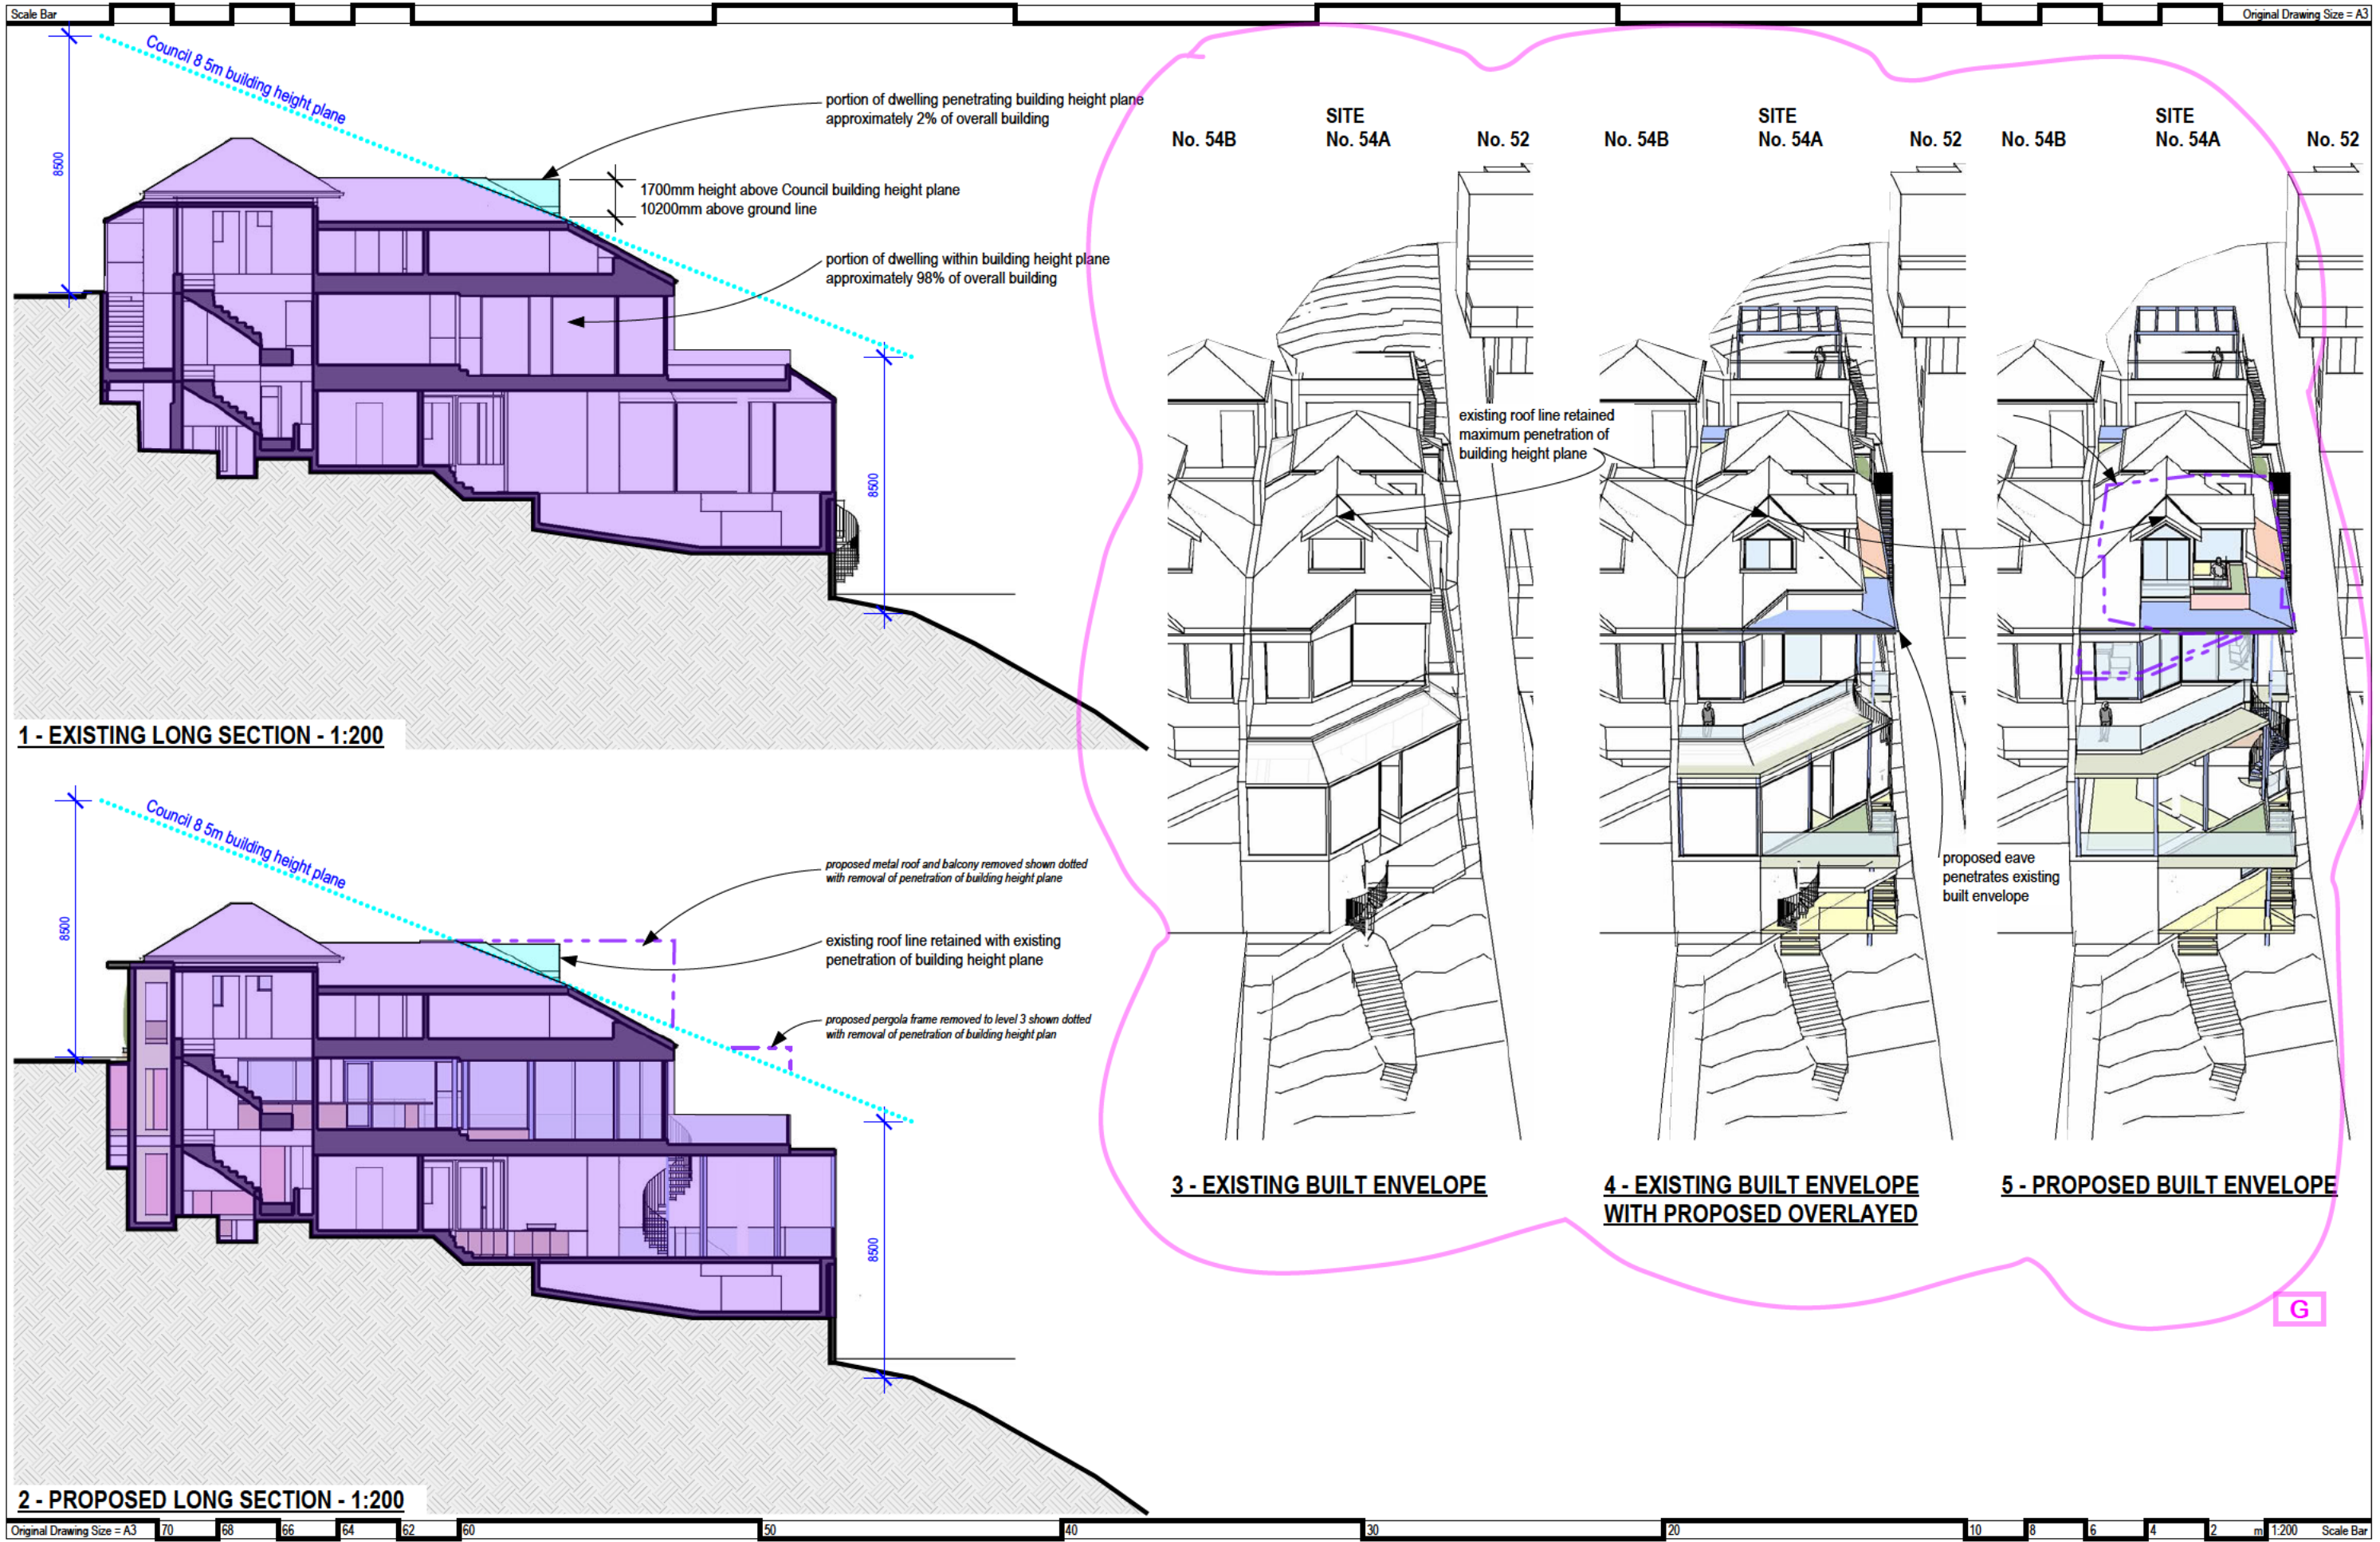 Scale Bar
Original Drawing Size = A3
Council 8 5m building height plane
8500
portion of dwelling penetrating building height plane
approximately 2% of overall building
1700mm height above Council building height plane
10200mm above ground line
portion of dwelling within building height plane
approximately 98% of overall building
8500
1 - EXISTING LONG SECTION - 1:200
SITE
No. 54B No. 54A No. 52
SITE
No. 54B No. 54A No. 52
SITE
No. 54B No. 54A No. 52
existing roof line retained
maximum penetration of
building height plane
proposed eave
penetrates existing
built envelope
Council 8 5m building height plane
8500
proposed metal roof and balcony removed shown dotted
with removal of penetration of building height plane
existing roof line retained with existing
penetration of building height plane
proposed pergola frame removed to level 3 shown dotted
with removal of penetration of building height plan
8500
2 - PROPOSED LONG SECTION - 1:200
3 - EXISTING BUILT ENVELOPE
4 - EXISTING BUILT ENVELOPE
WITH PROPOSED OVERLAYED
5 - PROPOSED BUILT ENVELOPE
G
Original Drawing Size = A3 70 68 66 64 62 60 50 40 30 20 10 8 6 4 2 m 1:200 Scale Bar